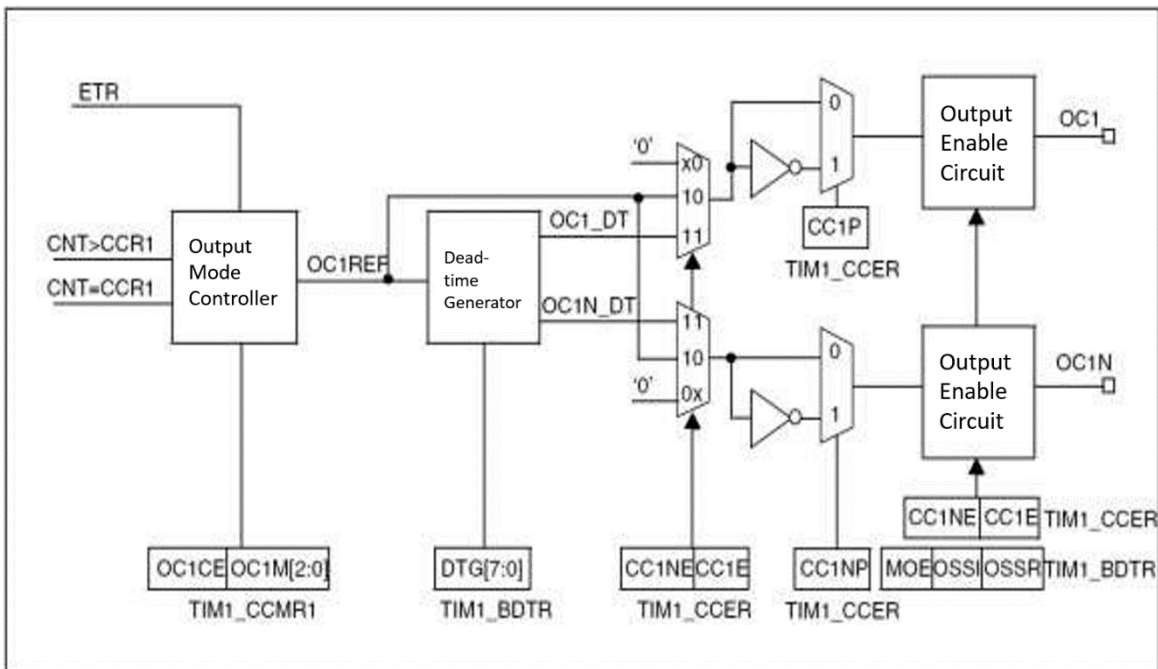 ETR
CNT>CCR1
CNT=CCR1
Output
Mode
Controller
OC1REF
Dead-
time
Generator
OC1_DT
OC1N_DT
'0'
x0
10
11
11
10
0x
'0'
0
1
CC1P
TIM1_CCER
0
1
Output
Enable
Circuit
OC1
Output
Enable
Circuit
OC1N
CC1NE CC1E TIM1_CCER
MOE OSSI OSSR TIM1_BDTR
OC1CE OC1M[2:0]
TIM1_CCMR1
DTG[7:0]
TIM1_BDTR
CC1NE CC1E
TIM1_CCER
CC1NP
TIM1_CCER